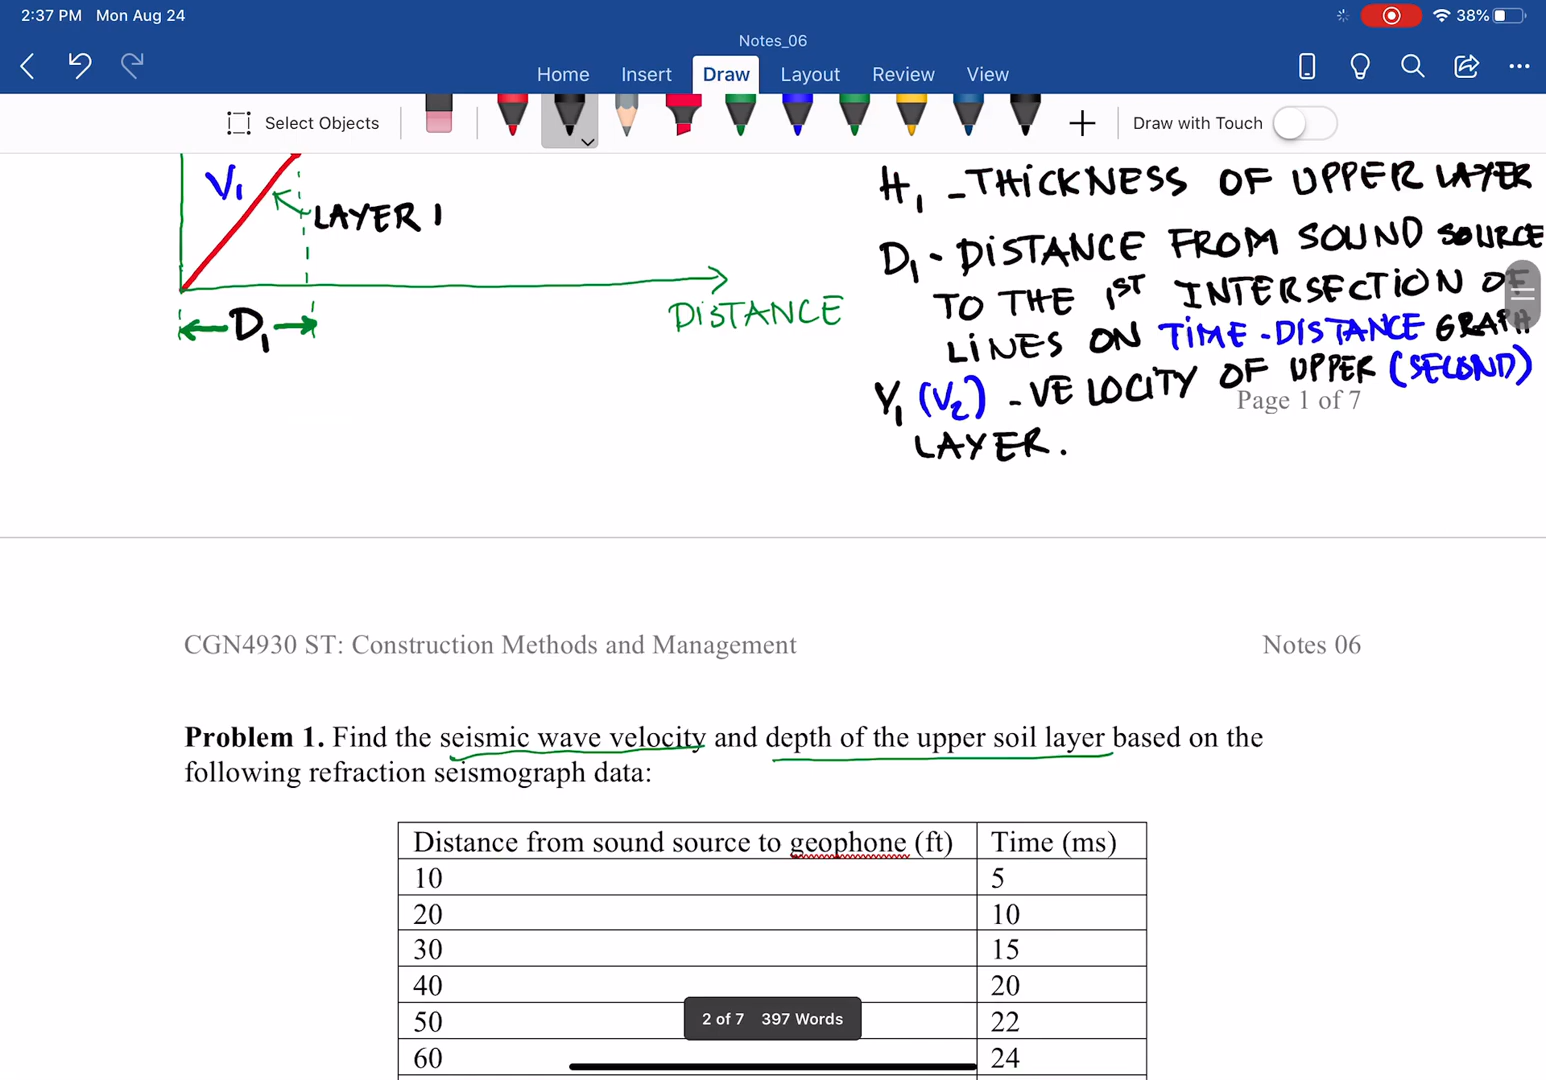 2:37 PM Mon Aug 24
38%
Notes_06
Home Insert Draw Layout Review View
Select Objects
Draw with Touch
V1
LAYER 1
DISTANCE
D1
H1 - THICKNESS OF UPPER LAYER
D1 - DISTANCE FROM SOUND SOURCE
TO THE 1ST INTERSECTION OF
LINES ON TIME-DISTANCE GRAPH
V1 (V2) - VELOCITY OF UPPER (SECOND)
LAYER.
Page 1 of 7
CGN4930 ST: Construction Methods and Management Notes 06
Problem 1. Find the seismic wave velocity and depth of the upper soil layer based on the
following refraction seismograph data:
Distance from sound source to geophone (ft) Time (ms)
10 5
20 10
30 15
40 20
50 22
60 24
2 of 7 397 Words